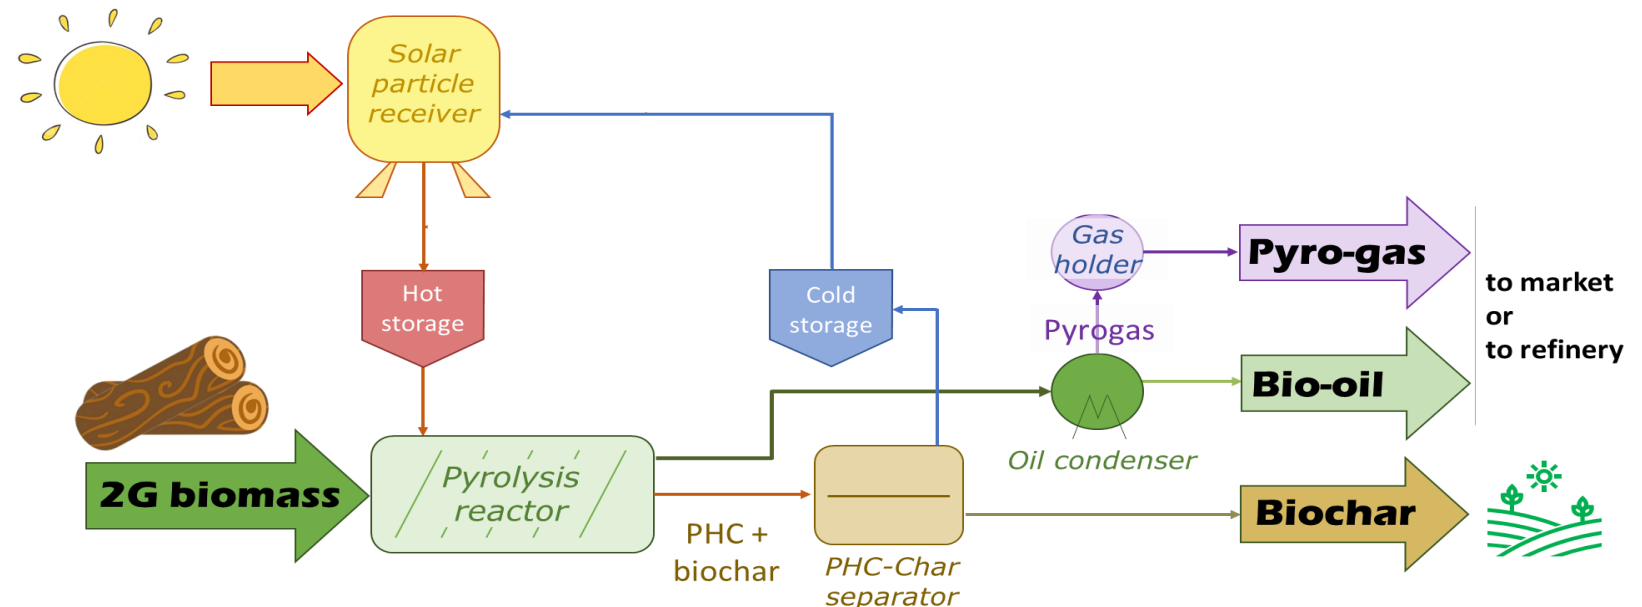 Solar
particle
receiver
Hot
storage
Cold
storage
Gas
holder
Pyro-gas
to market
or
to refinery
Pyrogas
Bio-oil
Oil condenser
2G biomass
Pyrolysis
reactor
PHC +
biochar
PHC-Char
separator
Biochar